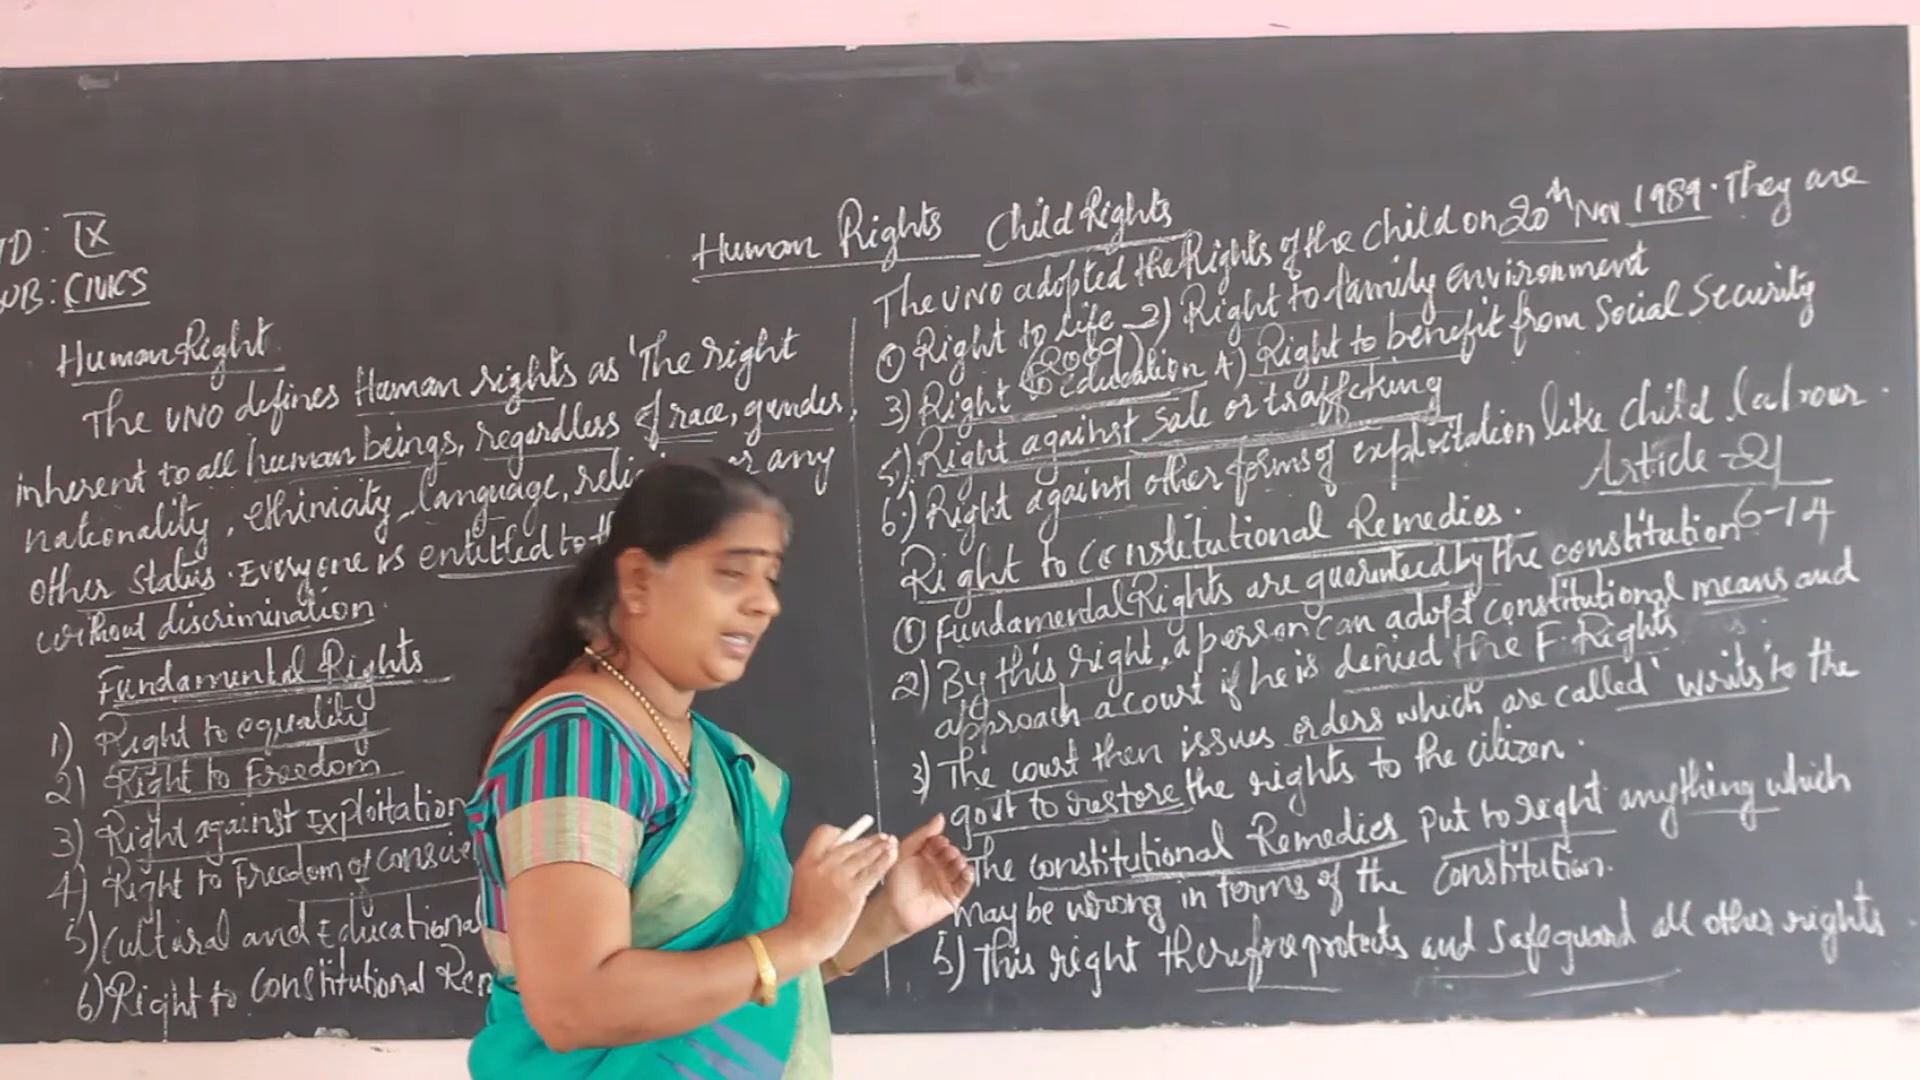 TD: IX
UB: CIVICS
Human Rights Child Rights
Human Right
The UNO defines Human rights as 'The right
inherent to all human beings, regardless of race, gender,
nationality, ethinicity, language, or any
other status. Everyone is entitled to
without discrimination.
Fundamental Rights
1) Right to equality
2) Right to Freedom
3) Right against Exploitation
4) Right to Freedom of
5) Cultural and Educational
6) Right to Constitutional
The UNO adopted the Rights of the Child on 20th Nov 1989. They are
① Right to life 2) Right to family environment
(2009)
3) Right to education 4) Right to benefit from Social Security
5) Right against Sale or traffcking
6) Right against other forms of exploitation like Child labour.
Article - 21
Right to Constitutional Remedies.
6-14
① Fundamental Rights are guaranteed by the constitution
2) By this right, a person can adopt constitutional means and
approach a court if he is denied the F. Rights
3) The court then issues orders which are called 'writs' to the
govt to restore the rights to the citizen.
The constitutional Remedies put to right anything which
may be wrong in terms of the Constitution.
5) This right therefore protects and Safeguard all other rights